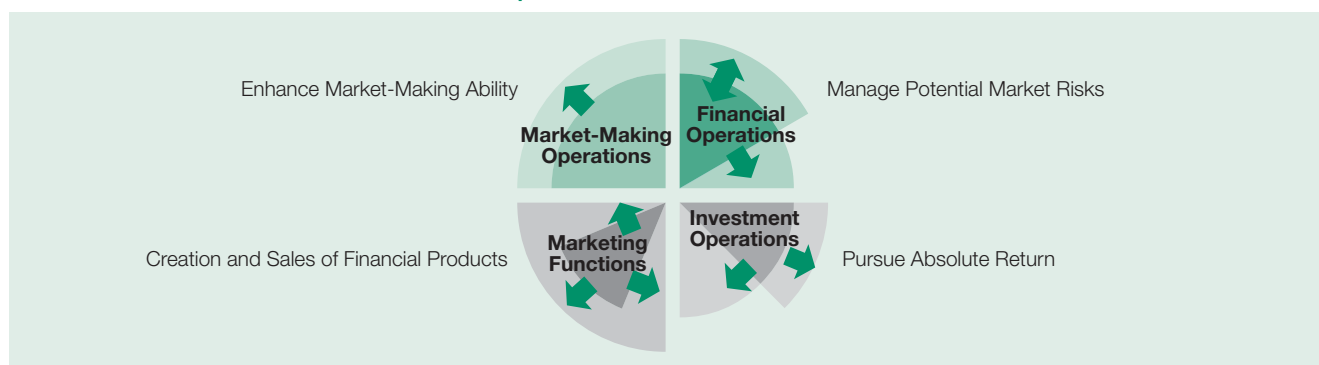 Enhance Market-Making Ability
Manage Potential Market Risks
Market-Making
Operations
Financial
Operations
Creation and Sales of Financial Products
Marketing
Functions
Investment
Operations
Pursue Absolute Return